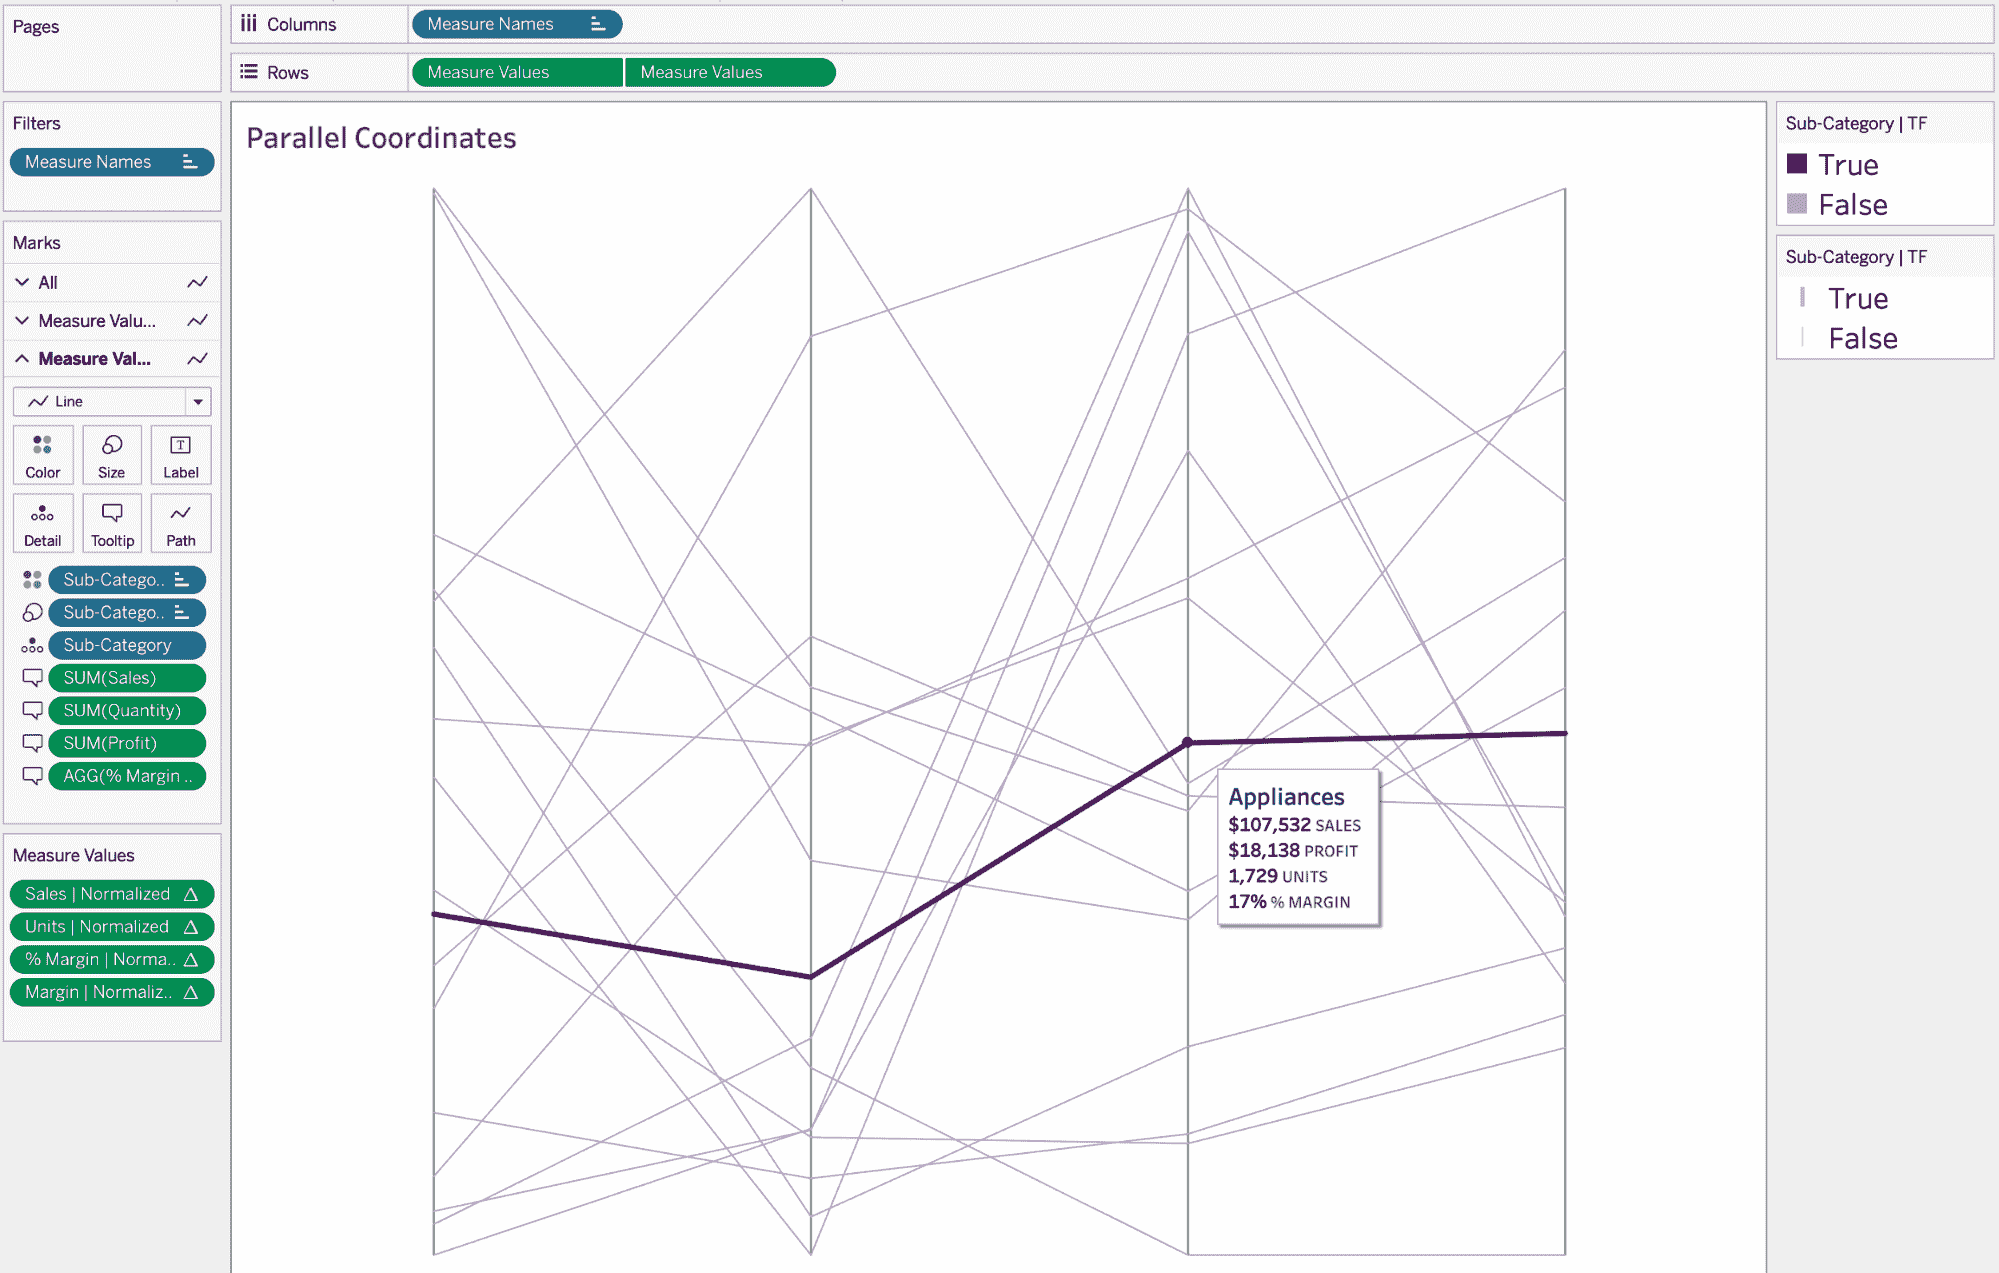 Pages
Columns
Measure Names
Rows
Measure Values
Measure Values
Filters
Measure Names
Marks
All
Measure Valu...
Measure Val...
Line
Color
Size
Label
Detail
Tooltip
Path
Sub-Catego..
Sub-Catego..
Sub-Category
SUM(Sales)
SUM(Quantity)
SUM(Profit)
AGG(% Margin ..
Measure Values
Sales | Normalized
Units | Normalized
% Margin | Norma..
Margin | Normaliz..
Parallel Coordinates
Appliances
$107,532 SALES
$18,138 PROFIT
1,729 UNITS
17% % MARGIN
Sub-Category | TF
True
False
Sub-Category | TF
True
False